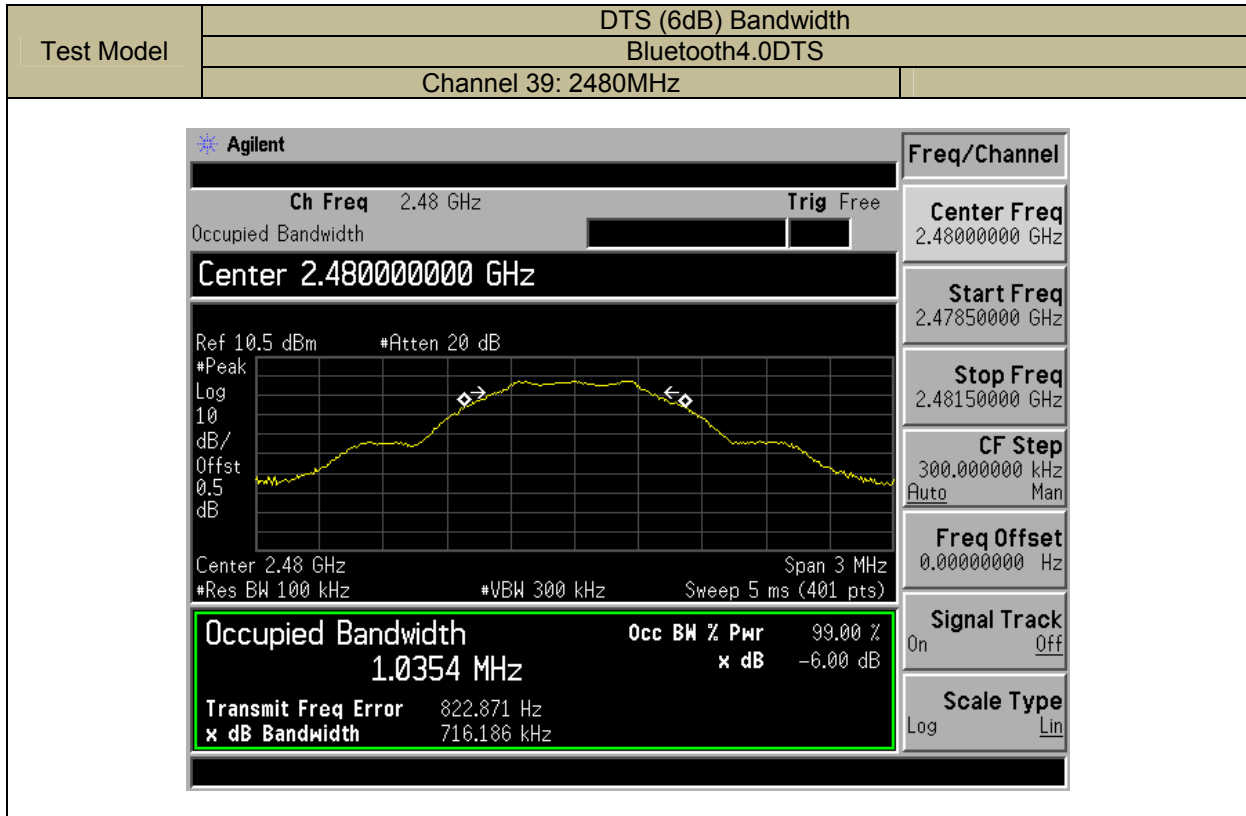 Test Model
DTS (6dB) Bandwidth
Bluetooth4.0DTS
Channel 39: 2480MHz
Agilent
Ch Freq 2.48 GHz Trig Free
Occupied Bandwidth
Center 2.480000000 GHz
Ref 10.5 dBm #Atten 20 dB
#Peak
Log
10
dB/
Offst
0.5
dB
Center 2.48 GHz Span 3 MHz
#Res BW 100 kHz #VBW 300 kHz Sweep 5 ms (401 pts)
Occupied Bandwidth Occ BW % Pwr 99.00 %
1.0354 MHz x dB -6.00 dB
Transmit Freq Error 822.871 Hz
x dB Bandwidth 716.186 kHz
Freq/Channel
Center Freq
2.48000000 GHz
Start Freq
2.47850000 GHz
Stop Freq
2.48150000 GHz
CF Step
300.000000 kHz
Auto Man
Freq Offset
0.00000000 Hz
Signal Track
On Off
Scale Type
Log Lin